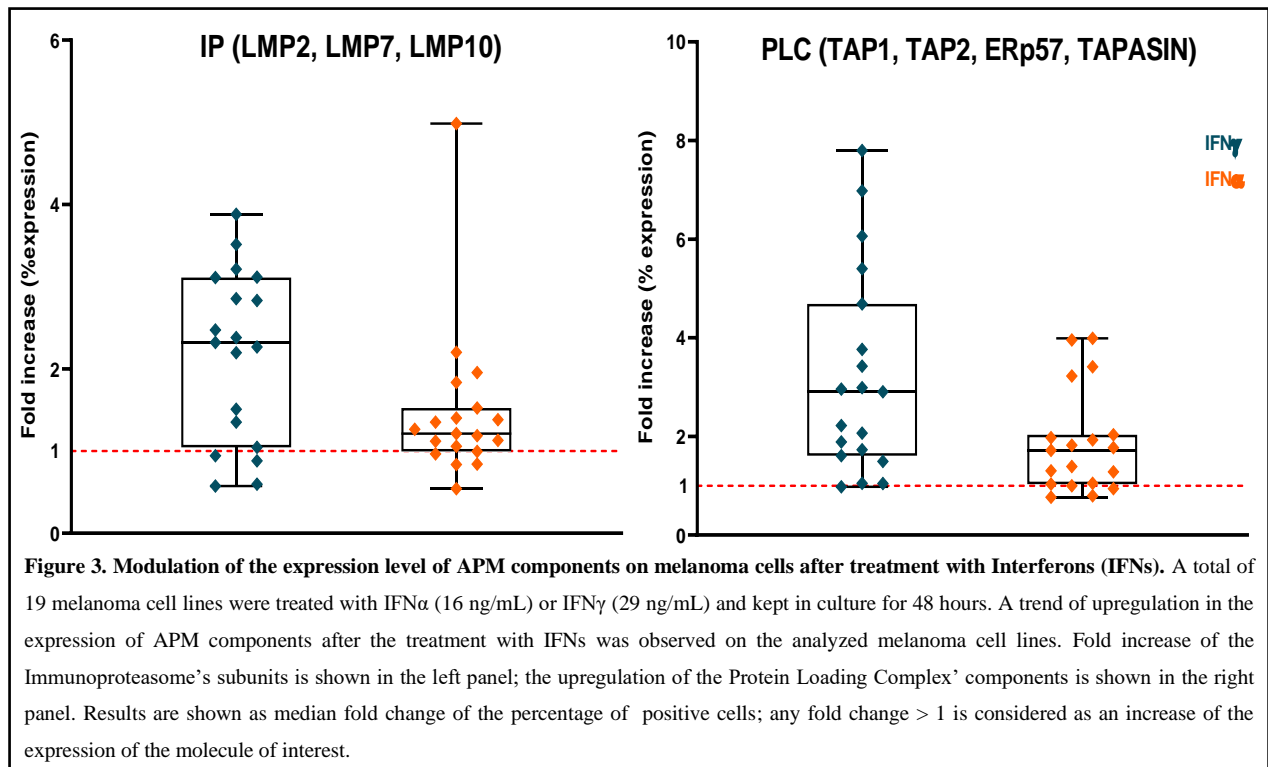 IP (LMP2, LMP7, LMP10)
Fold increase (%expression)
6
4
2
1
0
PLC (TAP1, TAP2, ERp57, TAPASIN)
Fold increase (% expression)
10
8
6
4
2
1
0
IFNγ
IFNα
Figure 3. Modulation of the expression level of APM components on melanoma cells after treatment with Interferons (IFNs). A total of
19 melanoma cell lines were treated with IFNα (16 ng/mL) or IFNγ (29 ng/mL) and kept in culture for 48 hours. A trend of upregulation in the
expression of APM components after the treatment with IFNs was observed on the analyzed melanoma cell lines. Fold increase of the
Immunoproteasome’s subunits is shown in the left panel; the upregulation of the Protein Loading Complex’ components is shown in the right
panel. Results are shown as median fold change of the percentage of positive cells; any fold change > 1 is considered as an increase of the
expression of the molecule of interest.